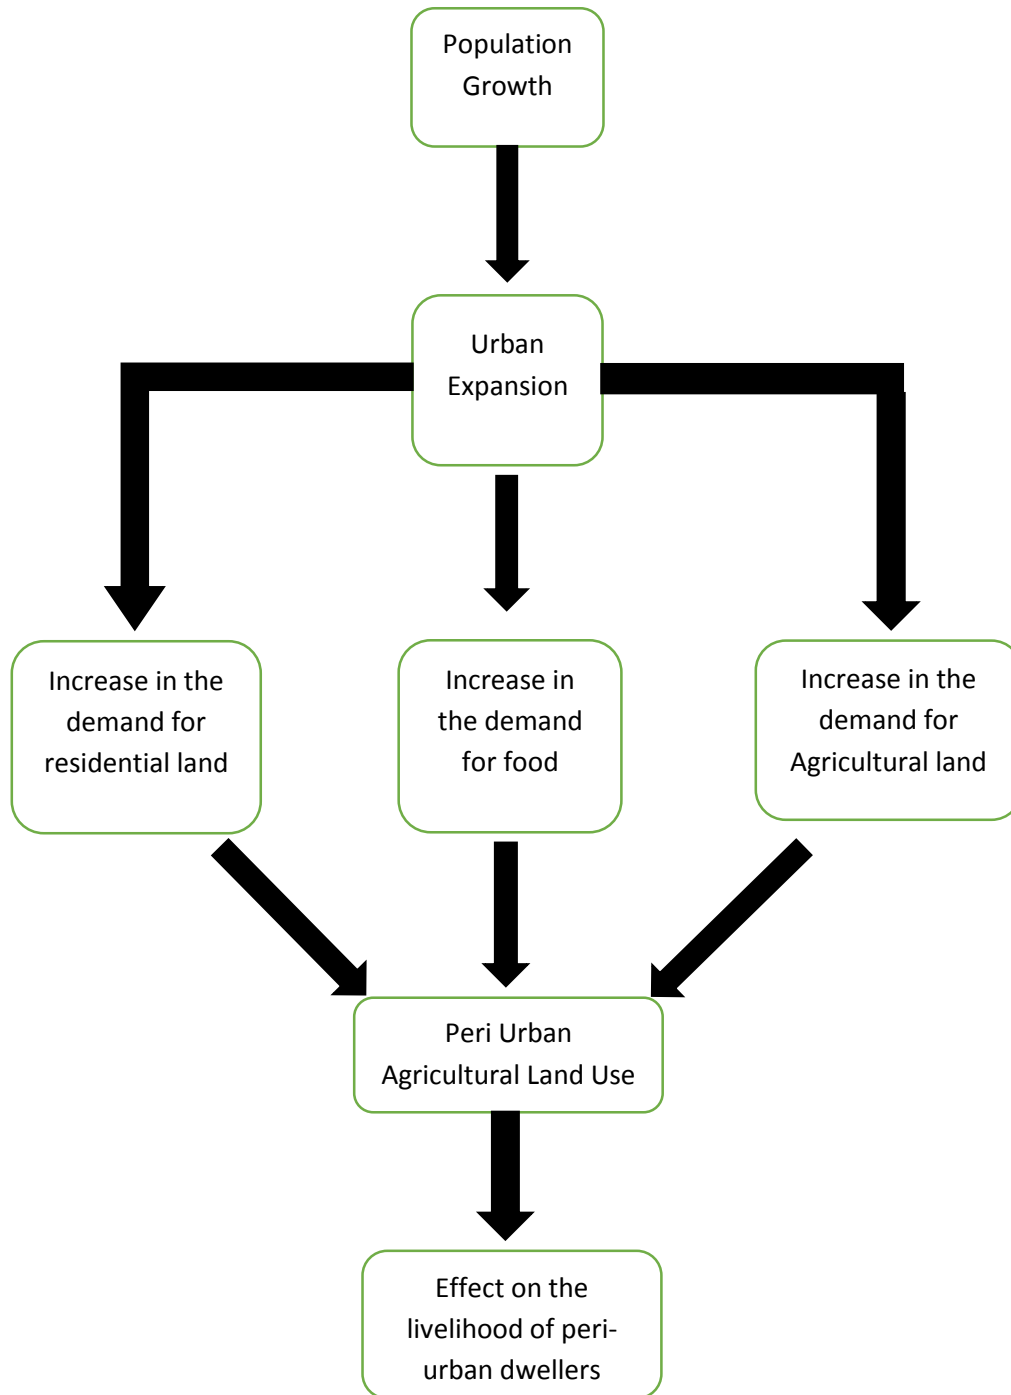 Population
Growth
Urban
Expansion
Increase in the
demand for
residential land
Increase in
the demand
for food
Increase in the
demand for
Agricultural land
Peri Urban
Agricultural Land Use
Effect on the
livelihood of peri-
urban dwellers